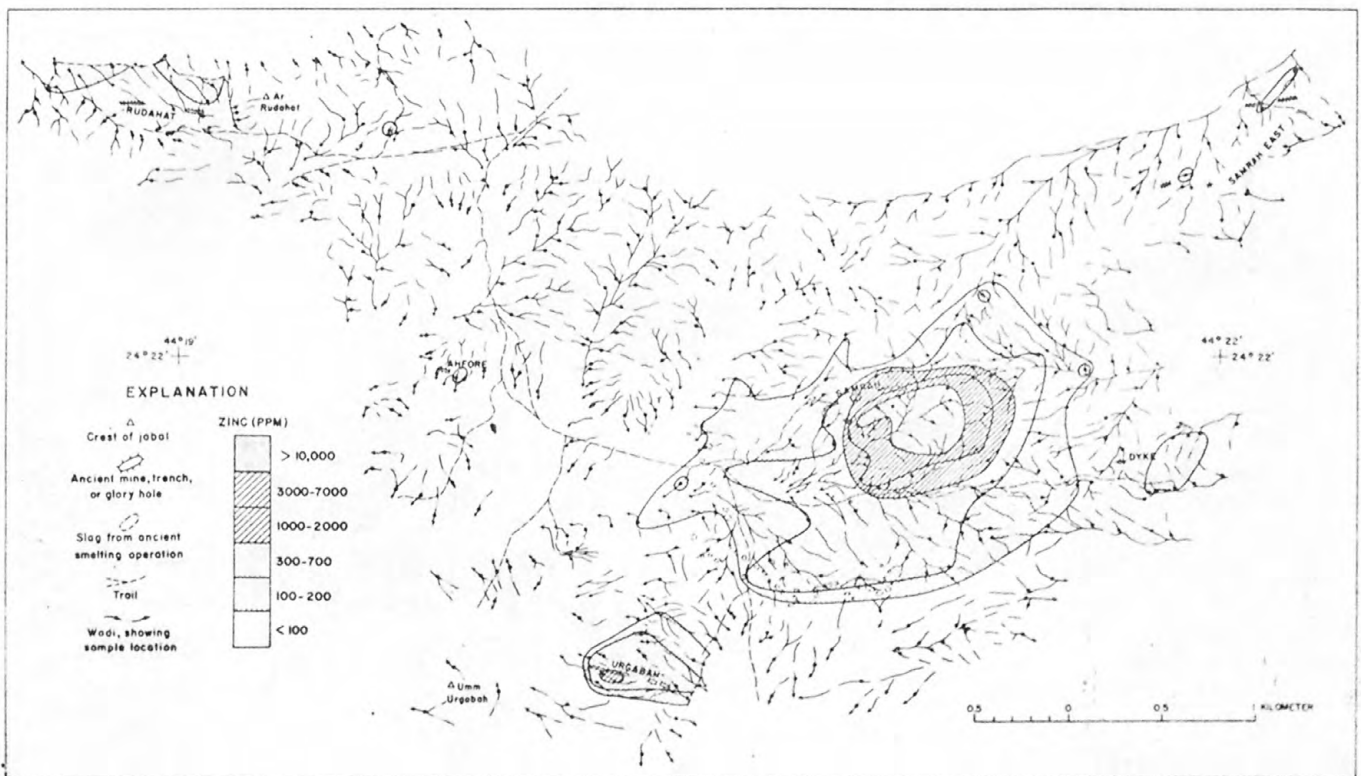 △ Ar
Rudahat
RUDAHAT
SAMRAH EAST
44° 19'
24° 22'
44° 22'
24° 22'
EXPLANATION
△
Crest of jabal
Ancient mine, trench,
or glory hole
Slag from ancient
smelting operation
Trail
Wadi, showing
sample location
ZINC (PPM)
> 10,000
3000-7000
1000-2000
300-700
100-200
< 100
AHFORE
SAMRAH
△ DYKE
URGABAH
△ Umm
Urgabah
0.5 0 0.5 1 KILOMETER